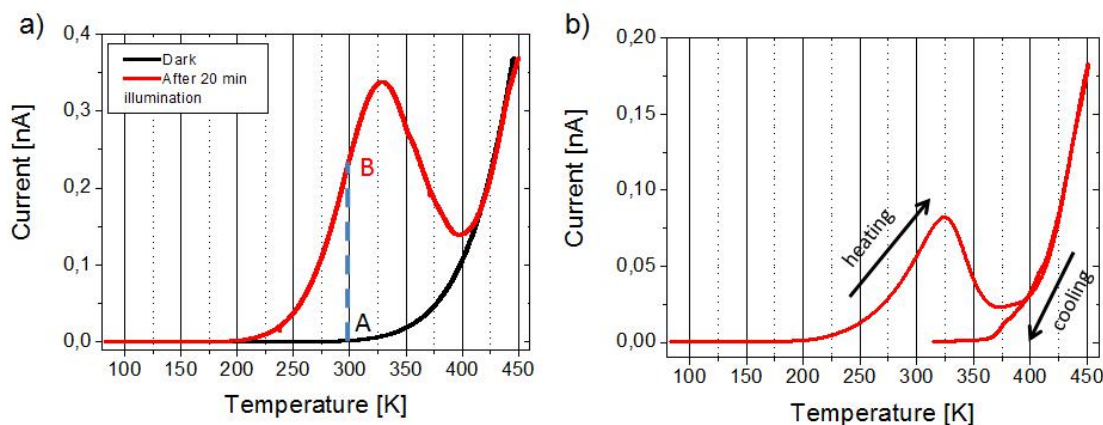 a)
0,4
0,3
0,2
0,1
0,0
Current [nA]
Dark
After 20 min
illumination
B
A
100 150 200 250 300 350 400 450
Temperature [K]
b)
0,20
0,15
0,10
0,05
0,00
Current [nA]
heating
cooling
100 150 200 250 300 350 400 450
Temperature [K]